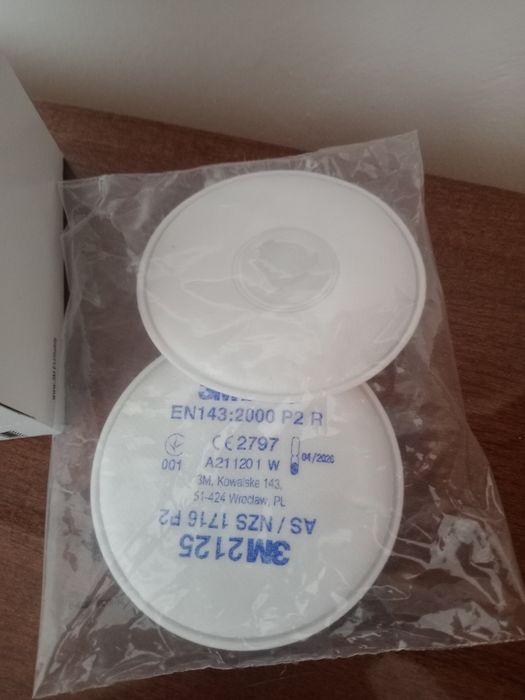 EN143:2000 P2 R
CE 2797
001 A211201 W 04/2026
3M, Kowalska 143,
51-424 Wrocław, PL
AS / NZS 1716 P2
3M 2125